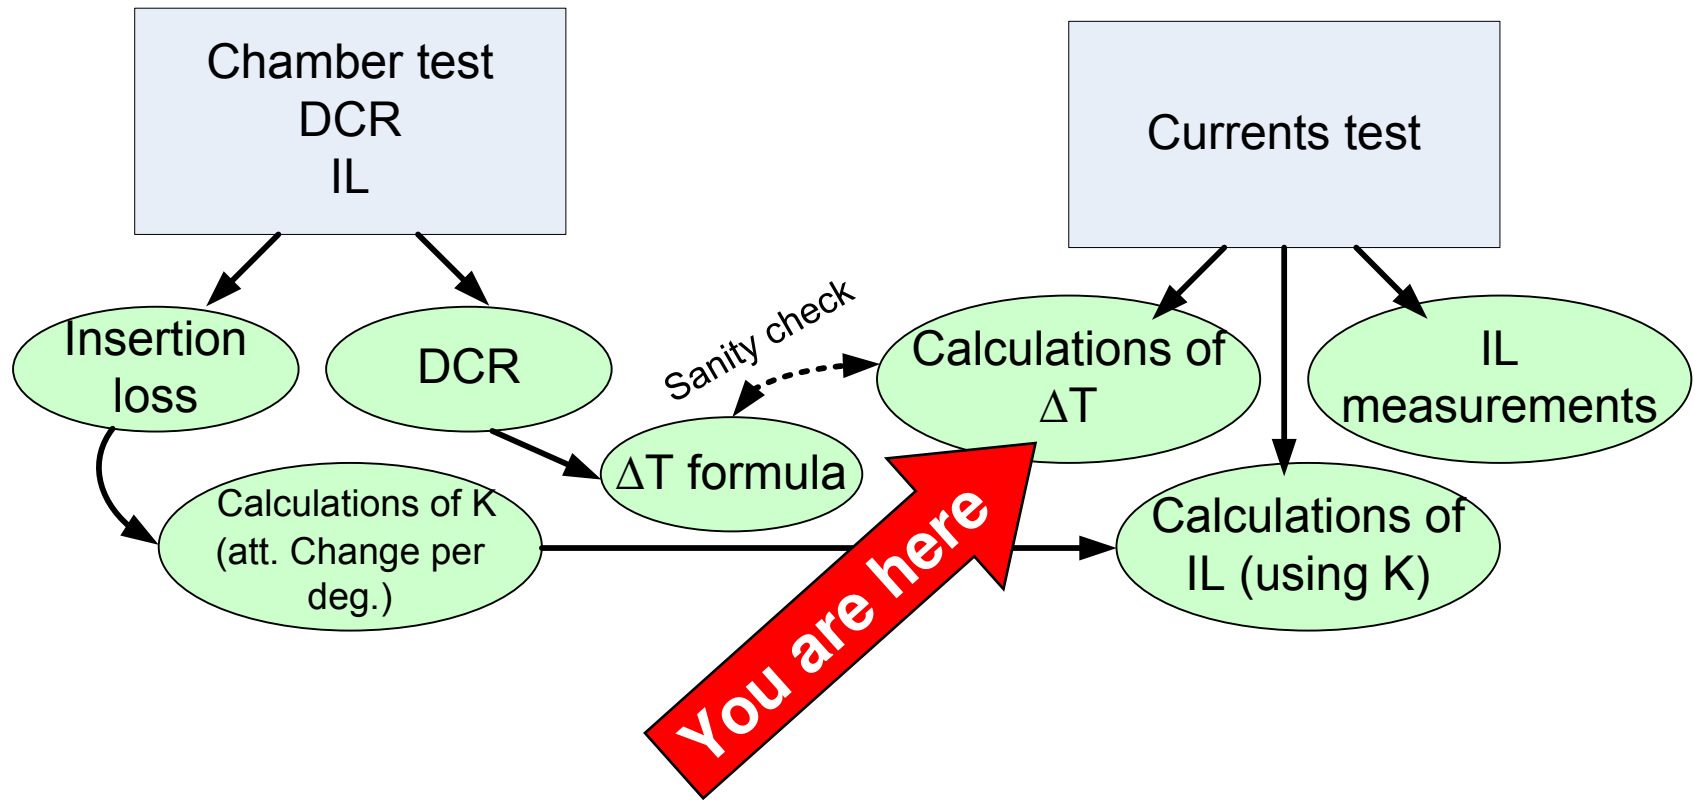 Chamber test
DCR
IL
Currents test
Insertion
loss
DCR
Sanity check
Calculations of
ΔT
IL
measurements
ΔT formula
Calculations of K
(att. Change per
deg.)
Calculations of
IL (using K)
You are here